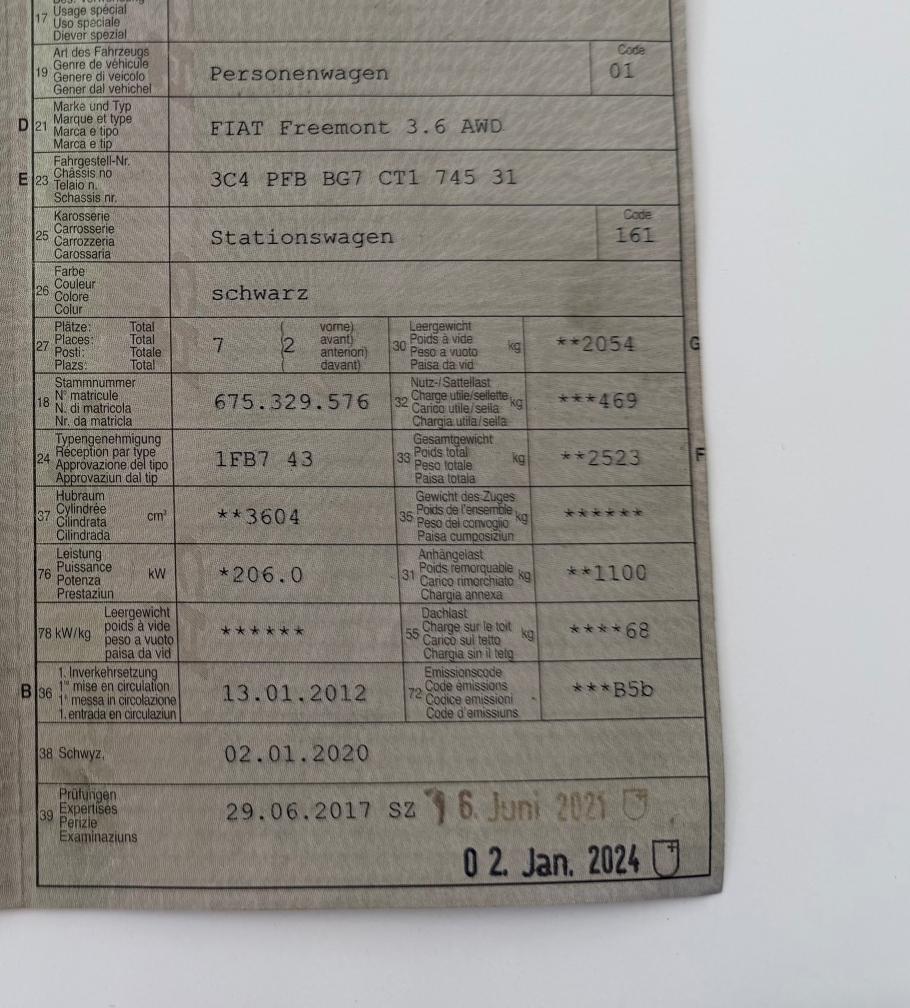 17 Usage spécial
Uso speciale
Diever spezial
19 Art des Fahrzeugs
Genre de véhicule
Genere di veicolo
Gener dal vehichel
Personenwagen
Code
01
D 21 Marke und Typ
Marque et type
Marca e tipo
Marca e tip
FIAT Freemont 3.6 AWD
E 23 Fahrgestell-Nr.
Châssis no
Telaio n.
Schassis nr.
3C4 PFB BG7 CT1 745 31
25 Karosserie
Carrosserie
Carrozzeria
Carossaria
Stationswagen
Code
161
26 Farbe
Couleur
Colore
Colur
schwarz
27 Plätze: Total
Places: Total
Posti: Totale
Plazs: Total
7 ( 2 vorne)
avant)
anteriori)
davant)
30 Leergewicht
Poids à vide
Peso a vuoto
Paisa da vid
kg
**2054
G
18 Stammnummer
N° matricule
N. di matricola
Nr. da matricla
675.329.576
32 Nutz-/Sattellast
Charge utile/sellette
Carico utile/sella
Chargia utila/sella
kg
***469
24 Typengenehmigung
Réception par type
Approvazione del tipo
Approvaziun dal tip
1FB7 43
33 Gesamtgewicht
Poids total
Peso totale
Paisa totala
kg
**2523
F
37 Hubraum
Cylindrée
Cilindrata
Cilindrada
cm³
**3604
35 Gewicht des Zuges
Poids de l'ensemble
Peso del convoglio
Paisa cumposiziun
kg
******
76 Leistung
Puissance
Potenza
Prestaziun
kW
*206.0
31 Anhängelast
Poids remorquable
Carico rimorchiato
Chargia annexa
kg
**1100
78 kW/kg
Leergewicht
poids à vide
peso a vuoto
paisa da vid
******
55 Dachlast
Charge sur le toit
Carico sul tetto
Chargia sin il tetg
kg
****68
B 36 1. Inverkehrsetzung
1re mise en circulation
1a messa in circolazione
1. entrada en circulaziun
13.01.2012
72 Emissionscode
Code émissions
Codice emissioni
Code d'emissiuns
***B5b
38 Schwyz,
02.01.2020
39 Prüfungen
Expertises
Perizie
Examinaziuns
29.06.2017 SZ 16. Juni 2021
02. Jan. 2024